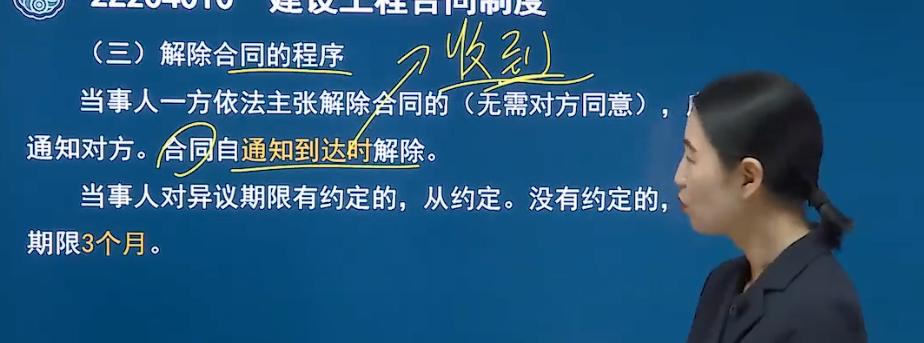 22204010 建设工程合同制度
（三）解除合同的程序
收到
当事人一方依法主张解除合同的（无需对方同意），
通知对方。合同自通知到达时解除。
当事人对异议期限有约定的，从约定。没有约定的，
期限3个月。